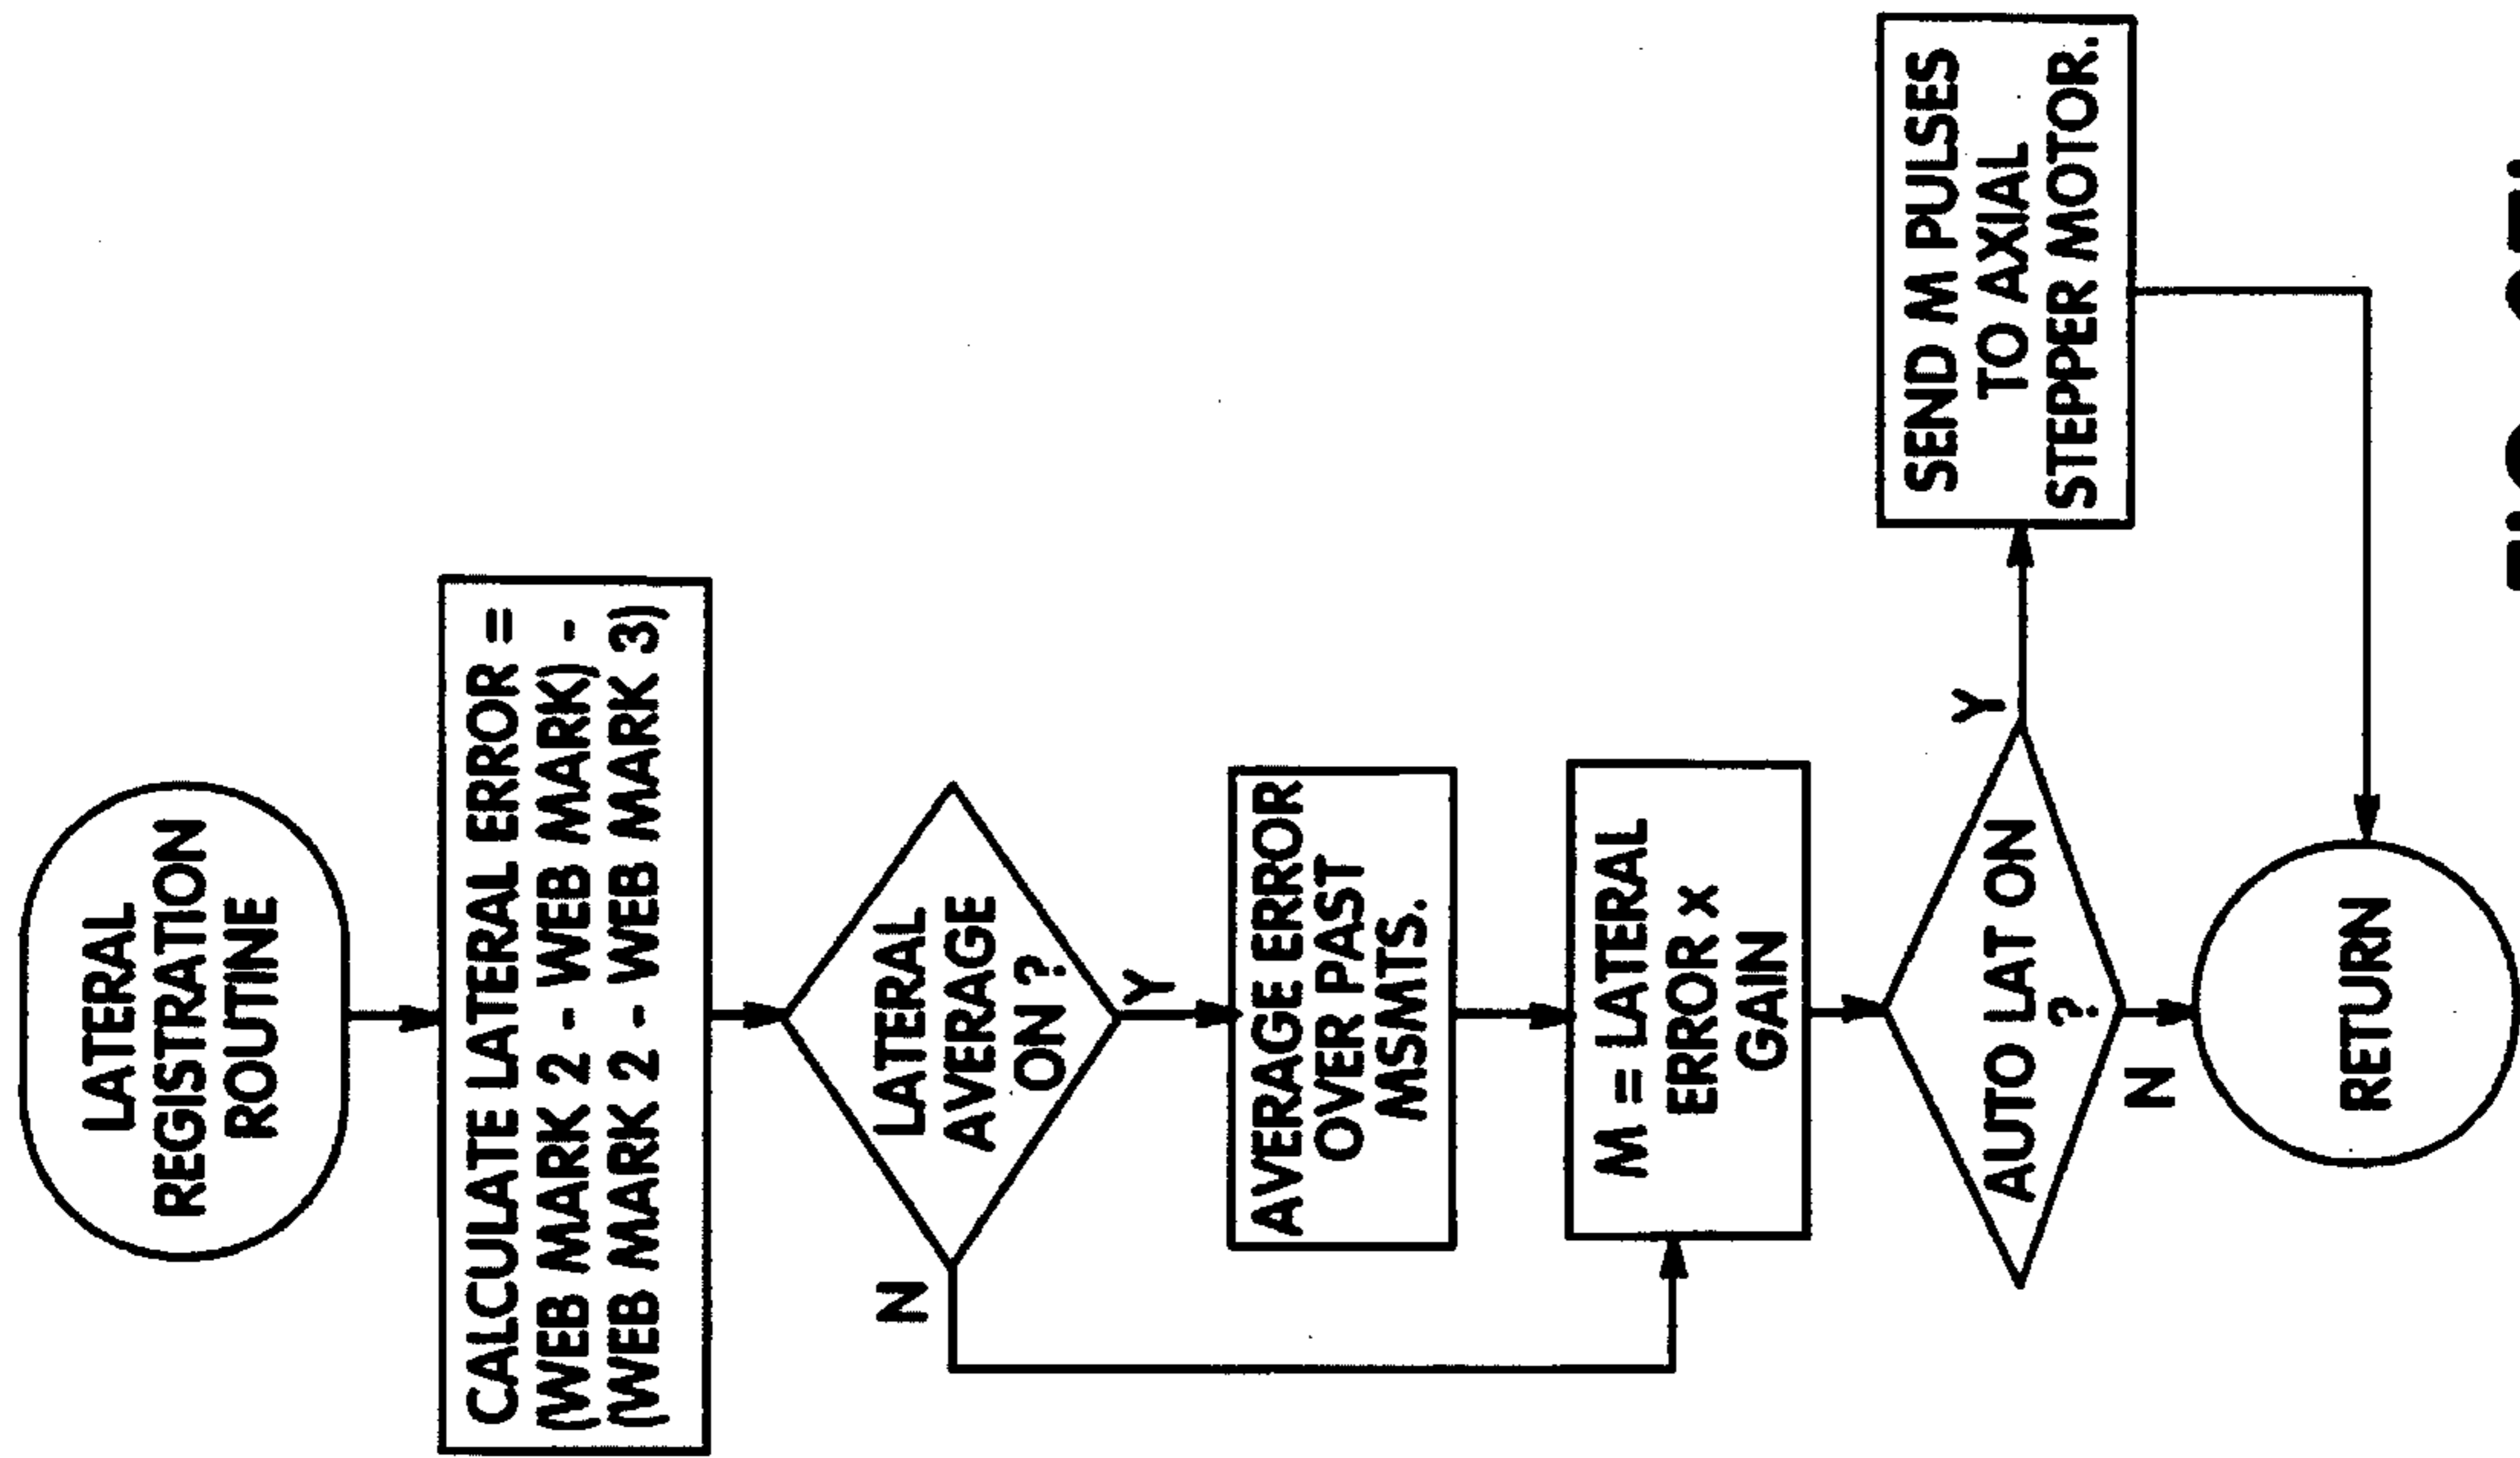 LATERAL
REGISTRATION
ROUTINE
CALCULATE LATERAL ERROR =
(WEB MARK 2 - WEB MARK) -
(WEB MARK 2 - WEB MARK 3)
LATERAL
AVERAGE
ON ?
N
Y
AVERAGE ERROR
OVER PAST
MSMTS.
M = LATERAL
ERROR x
GAIN
AUTO LAT ON
?
Y
N
SEND M PULSES
TO AXIAL
STEPPER MOTOR.
RETURN